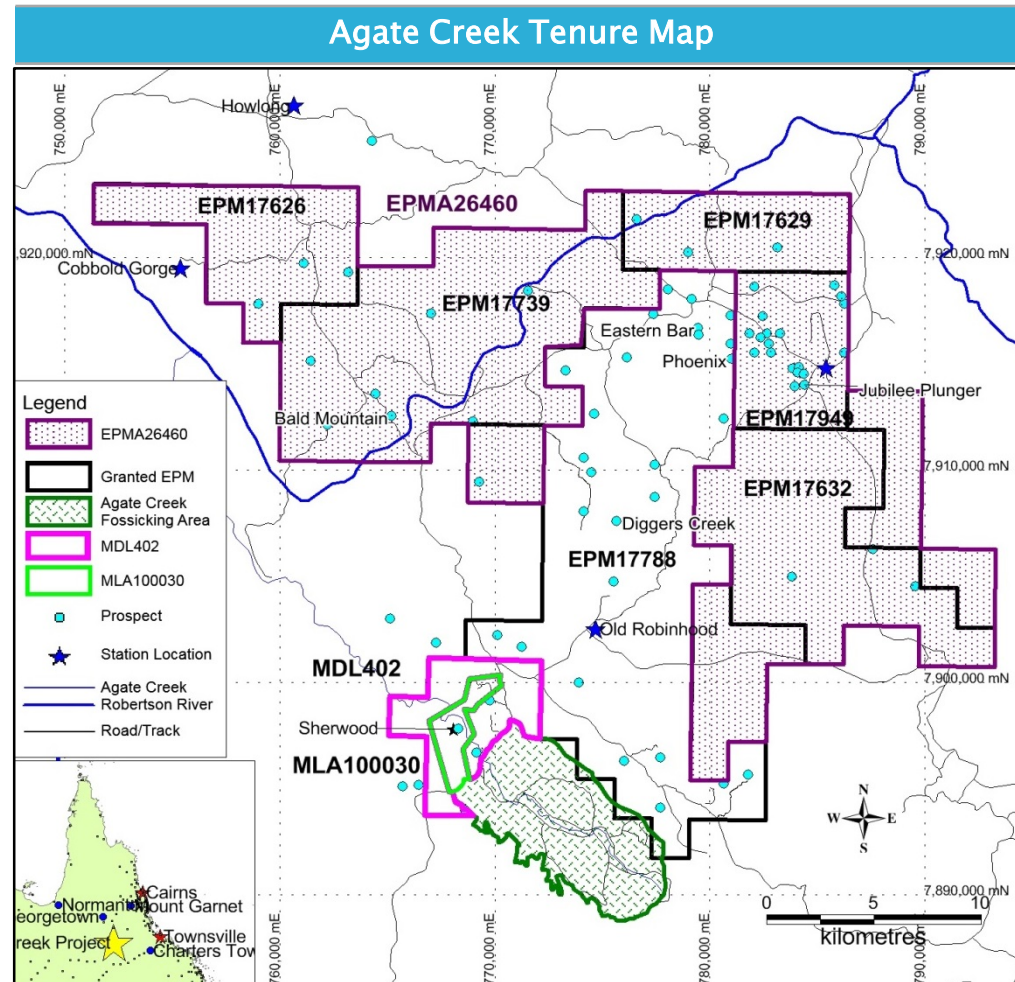 Agate Creek Tenure Map
750,000 mE
760,000 mE
770,000 mE
780,000 mE
790,000 mE
Howlong
EPM17626
EPMA26460
EPM17629
,920,000 mN
7,920,000 mN
Cobbold Gorge
EPM17739
Eastern Bar
Phoenix
Jubilee Plunger
Bald Mountain
EPM17949
7,910,000 mN
EPM17632
Diggers Creek
EPM17788
Old Robinhood
MDL402
7,900,000 mN
Sherwood
MLA100030
Legend
EPMA26460
Granted EPM
Agate Creek
Fossicking Area
MDL402
MLA100030
Prospect
Station Location
Agate Creek
Robertson River
Road/Track
N
W E
S
7,890,000 mN
0 5 10
kilometres
760,000 mE
770,000 mE
780,000 mE
790,000 mE
Cairns
Normant
Mount Garnet
eorgetown
reek Project
Townsville
Charters Tow